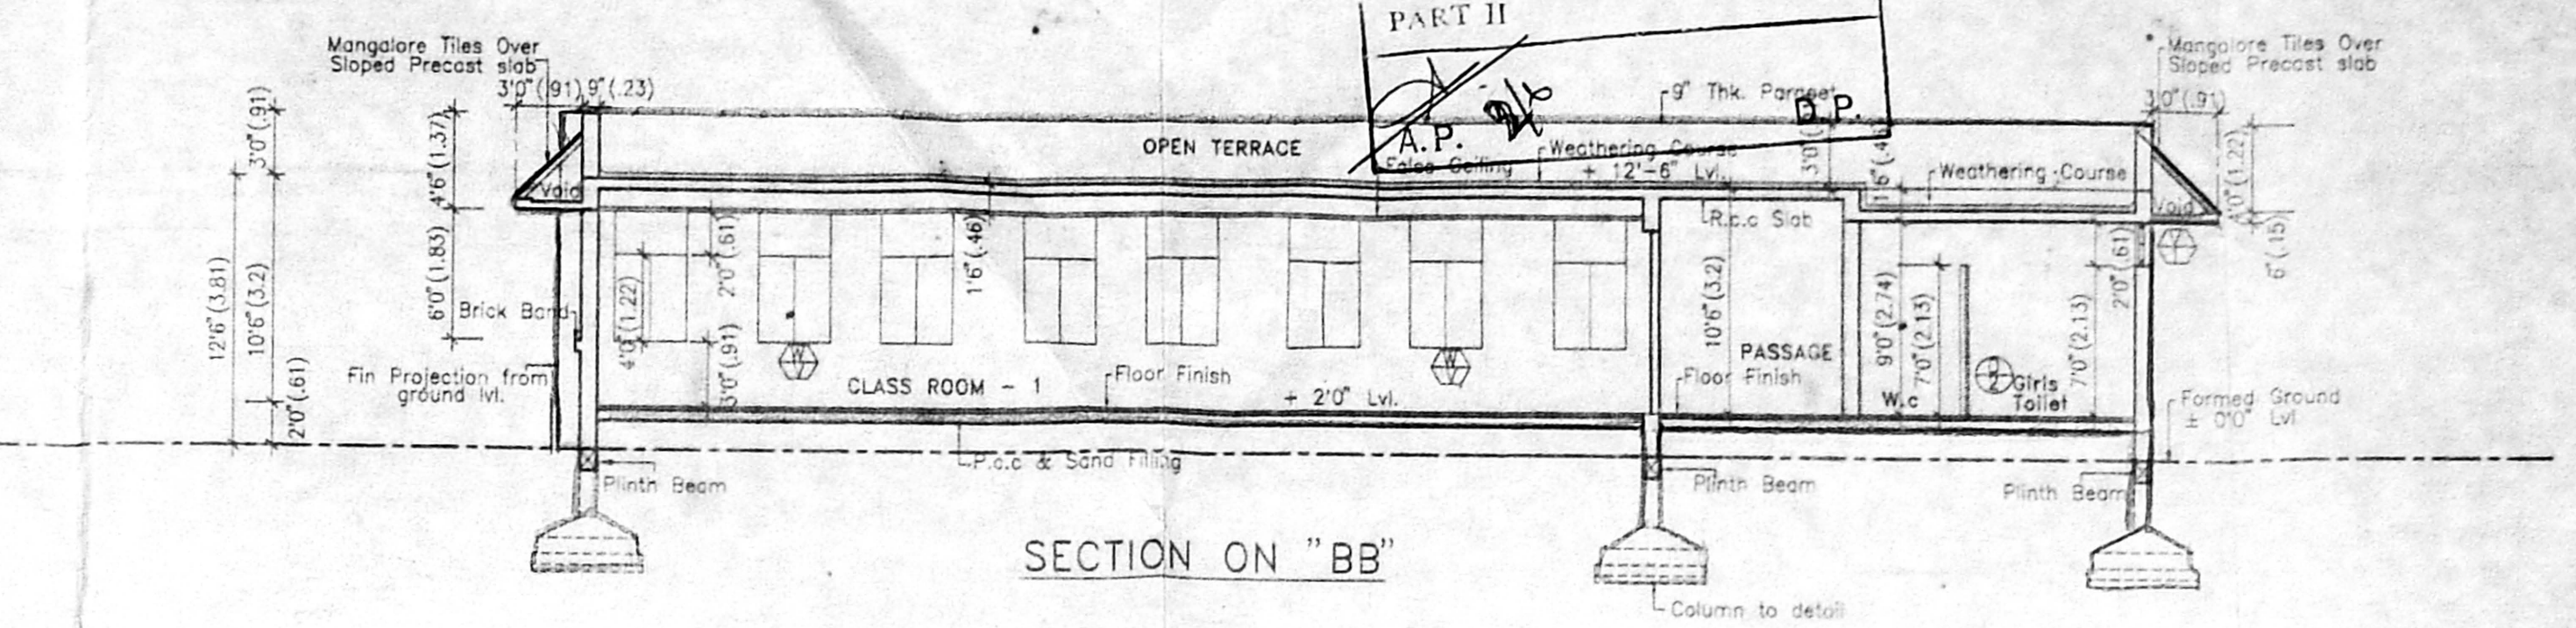 PART II
Mangalore Tiles Over
Sloped Precast slab
3'0"(.91) 9"(.23)
Mangalore Tiles Over
Sloped Precast slab
3'0"(.91)
9" Thk. Parapet
A.P.
D.P.
OPEN TERRACE
False Ceiling
Weathering Course
+ 12'-6" Lvl.
Weathering Course
3'0"(.91)
4'6"(1.37)
Void
Void
4'0"(1.22)
6"(.15)
R.c.c Slab
12'6"(3.81)
10'6"(3.2)
6'0"(1.83)
2'0"(.61)
Brick Band
Fin Projection from
ground lvl.
4'0"(1.22)
2'0"(.61)
3'0"(.91)
1'6"(.46)
W
W
CLASS ROOM - 1
Floor Finish
+ 2'0" Lvl.
10'6"(3.2)
PASSAGE
Floor Finish
9'0"(2.74)
7'0"(2.13)
W.c
Girls
Toilet
7'0"(2.13)
2'0"(.61)
Formed Ground
± 0'0" Lvl
P.c.c & Sand Filling
Plinth Beam
Plinth Beam
Plinth Beam
SECTION ON "BB"
Column to detail